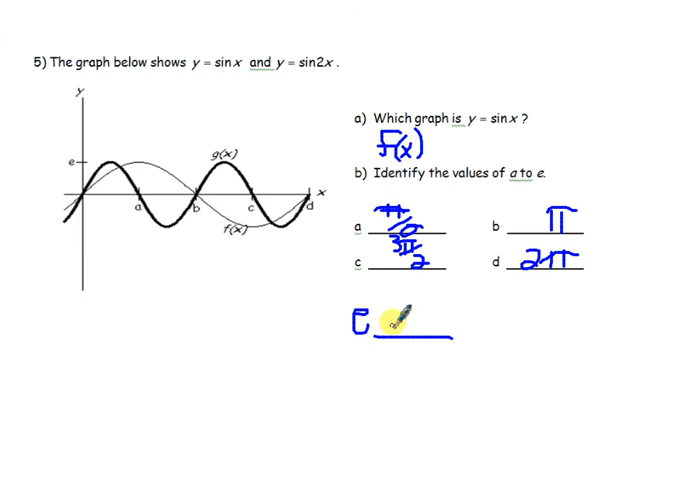 5) The graph below shows y = sin x and y = sin2x.
y
a) Which graph is y = sin x ?
F(x)
g(x)
e
b) Identify the values of a to e.
x
a b c d
f(x)
a π/2 b π
c 3π/2 d 2π
E